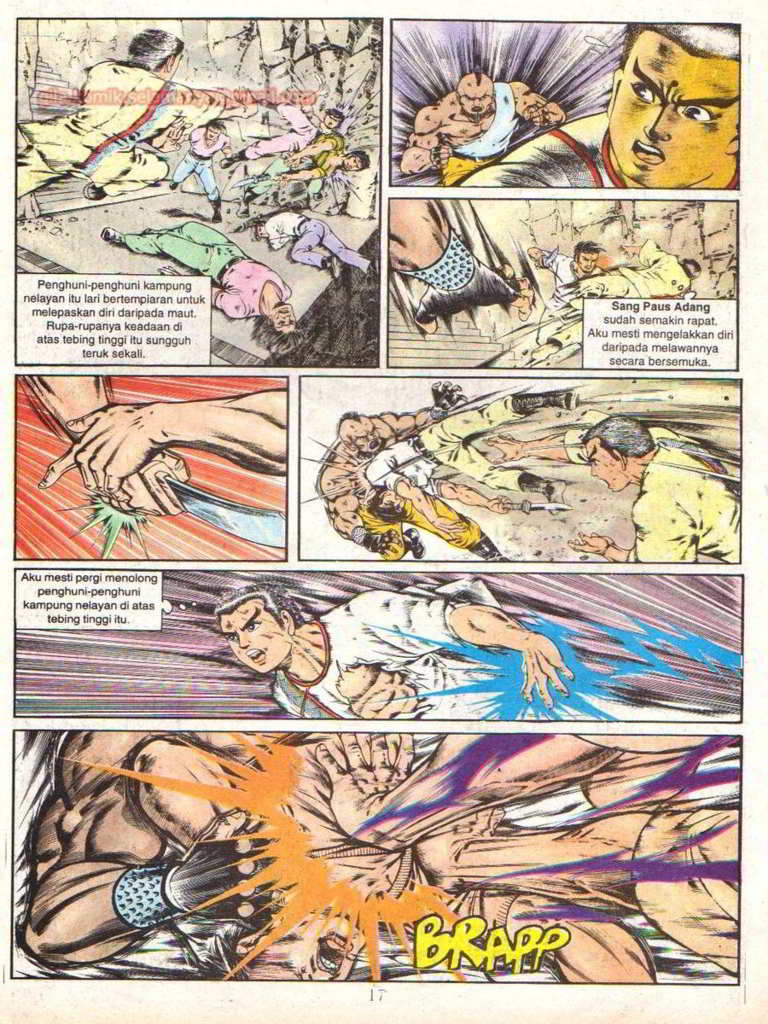 Penghuni-penghuni kampung
nelayan itu lari bertempiaran untuk
melepaskan diri daripada maut.
Rupa-rupanya keadaan di
atas tebing tinggi itu sungguh
teruk sekali.
Sang Paus Adang
sudah semakin rapat.
Aku mesti mengelakkan diri
daripada melawannya
secara bersemuka.
Aku mesti pergi menolong
penghuni-penghuni
kampung nelayan di atas
tebing tinggi itu.
BRAPP
17